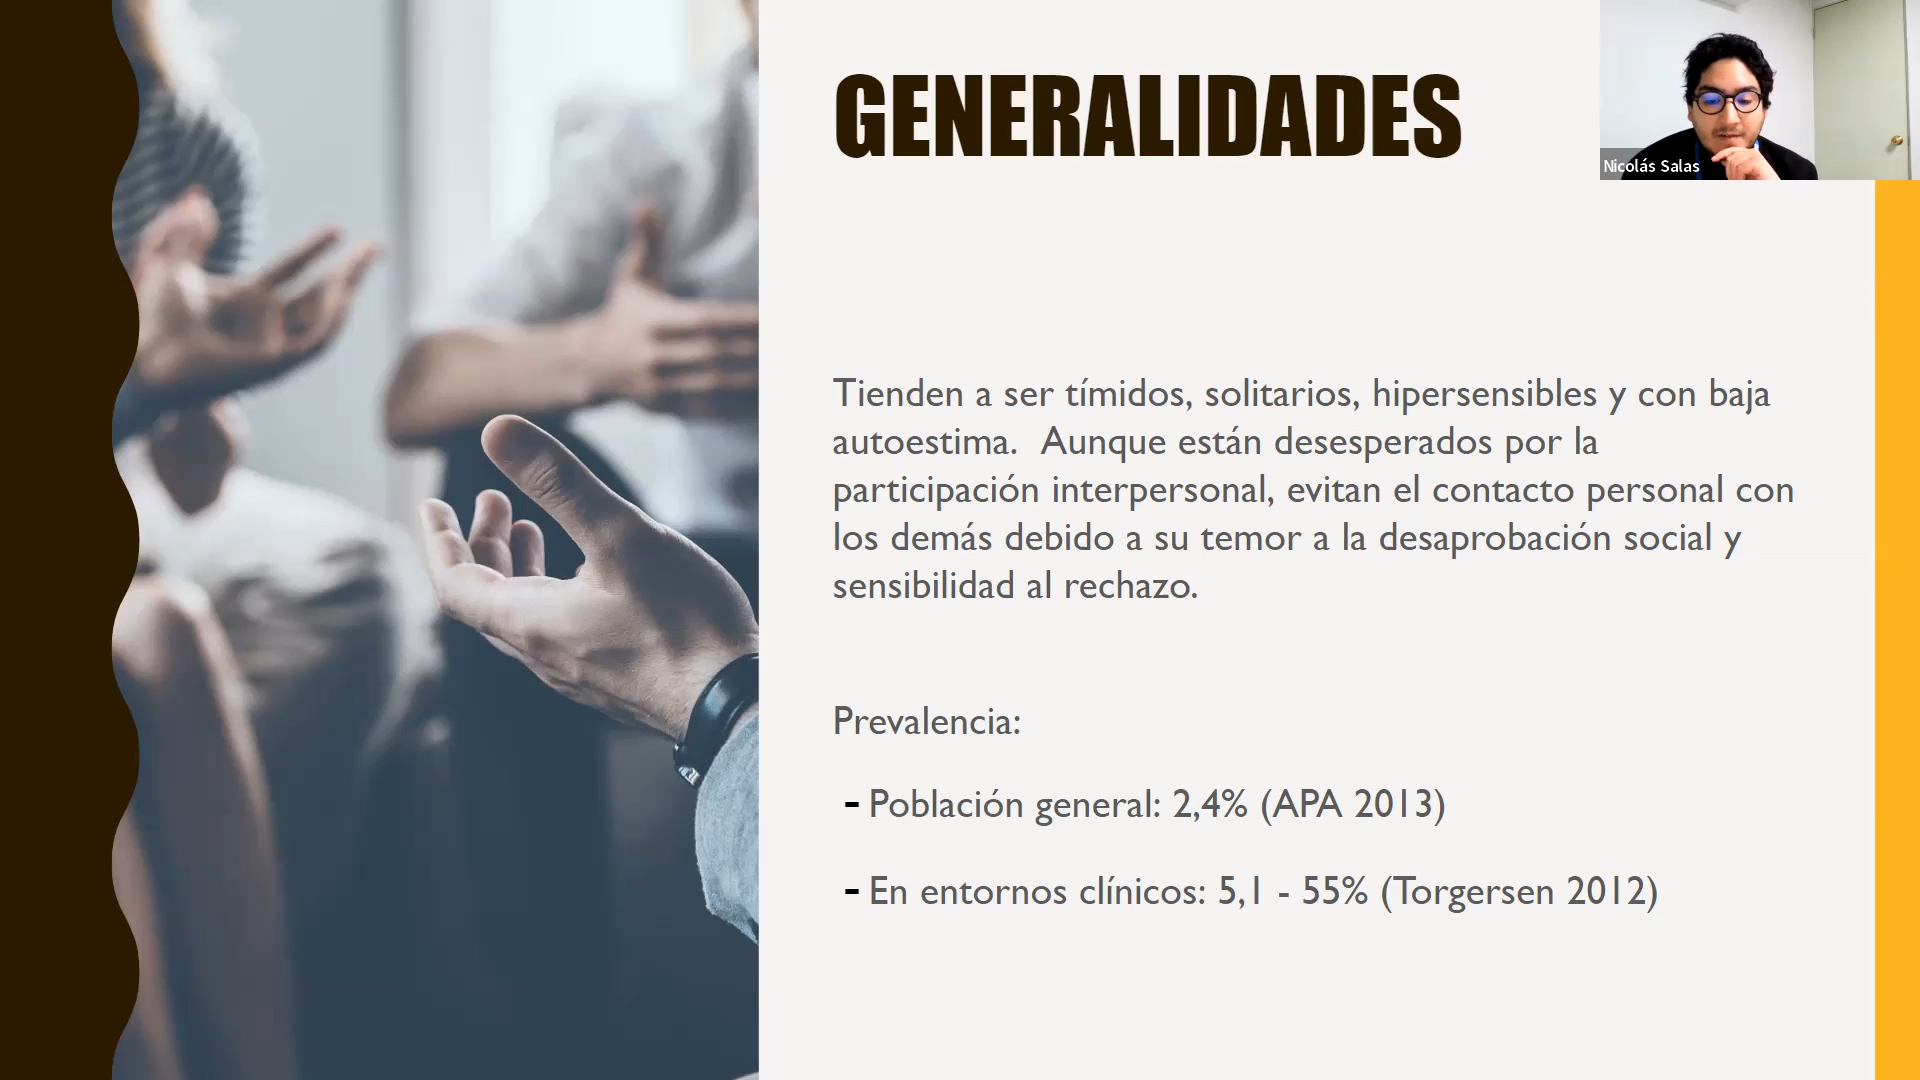 GENERALIDADES
Nicolás Salas
Tienden a ser tímidos, solitarios, hipersensibles y con baja
autoestima.  Aunque están desesperados por la
participación interpersonal, evitan el contacto personal con
los demás debido a su temor a la desaprobación social y
sensibilidad al rechazo.
Prevalencia:
- Población general: 2,4% (APA 2013)
- En entornos clínicos: 5,1 - 55% (Torgersen 2012)